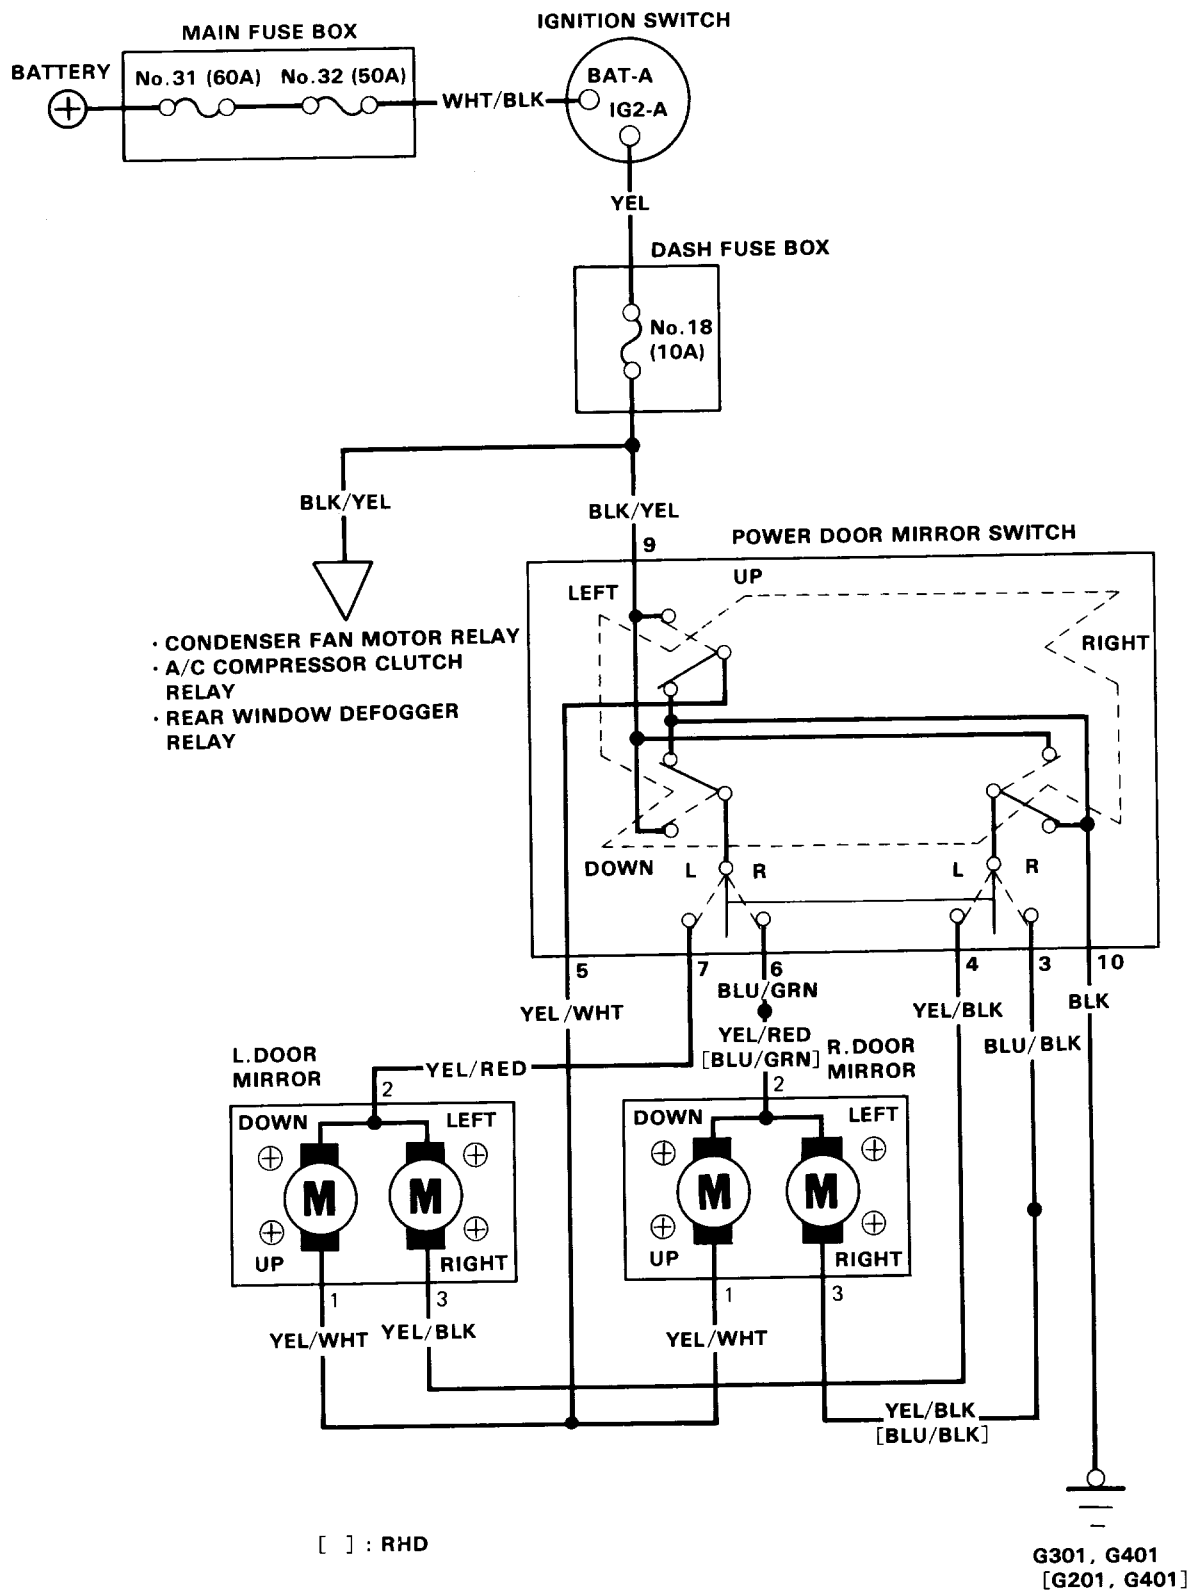 IGNITION SWITCH
MAIN FUSE BOX
BATTERY
No.31 (60A) No.32 (50A)
BAT-A
WHT/BLK
IG2-A
YEL
DASH FUSE BOX
No.18
(10A)
BLK/YEL
BLK/YEL
9
POWER DOOR MIRROR SWITCH
UP
LEFT
RIGHT
· CONDENSER FAN MOTOR RELAY
· A/C COMPRESSOR CLUTCH
RELAY
· REAR WINDOW DEFOGGER
RELAY
DOWN L R L R
5 7 6 4 3 10
BLU/GRN
YEL/WHT
YEL/BLK
BLK
YEL/RED
[BLU/GRN]
BLU/BLK
R.DOOR
MIRROR
L.DOOR
MIRROR
YEL/RED
2
2
DOWN LEFT
DOWN LEFT
M M
M M
UP RIGHT
UP RIGHT
1 3
1 3
YEL/WHT YEL/BLK
YEL/WHT
YEL/BLK
[BLU/BLK]
[ ] : RHD
G301, G401
[G201, G401]